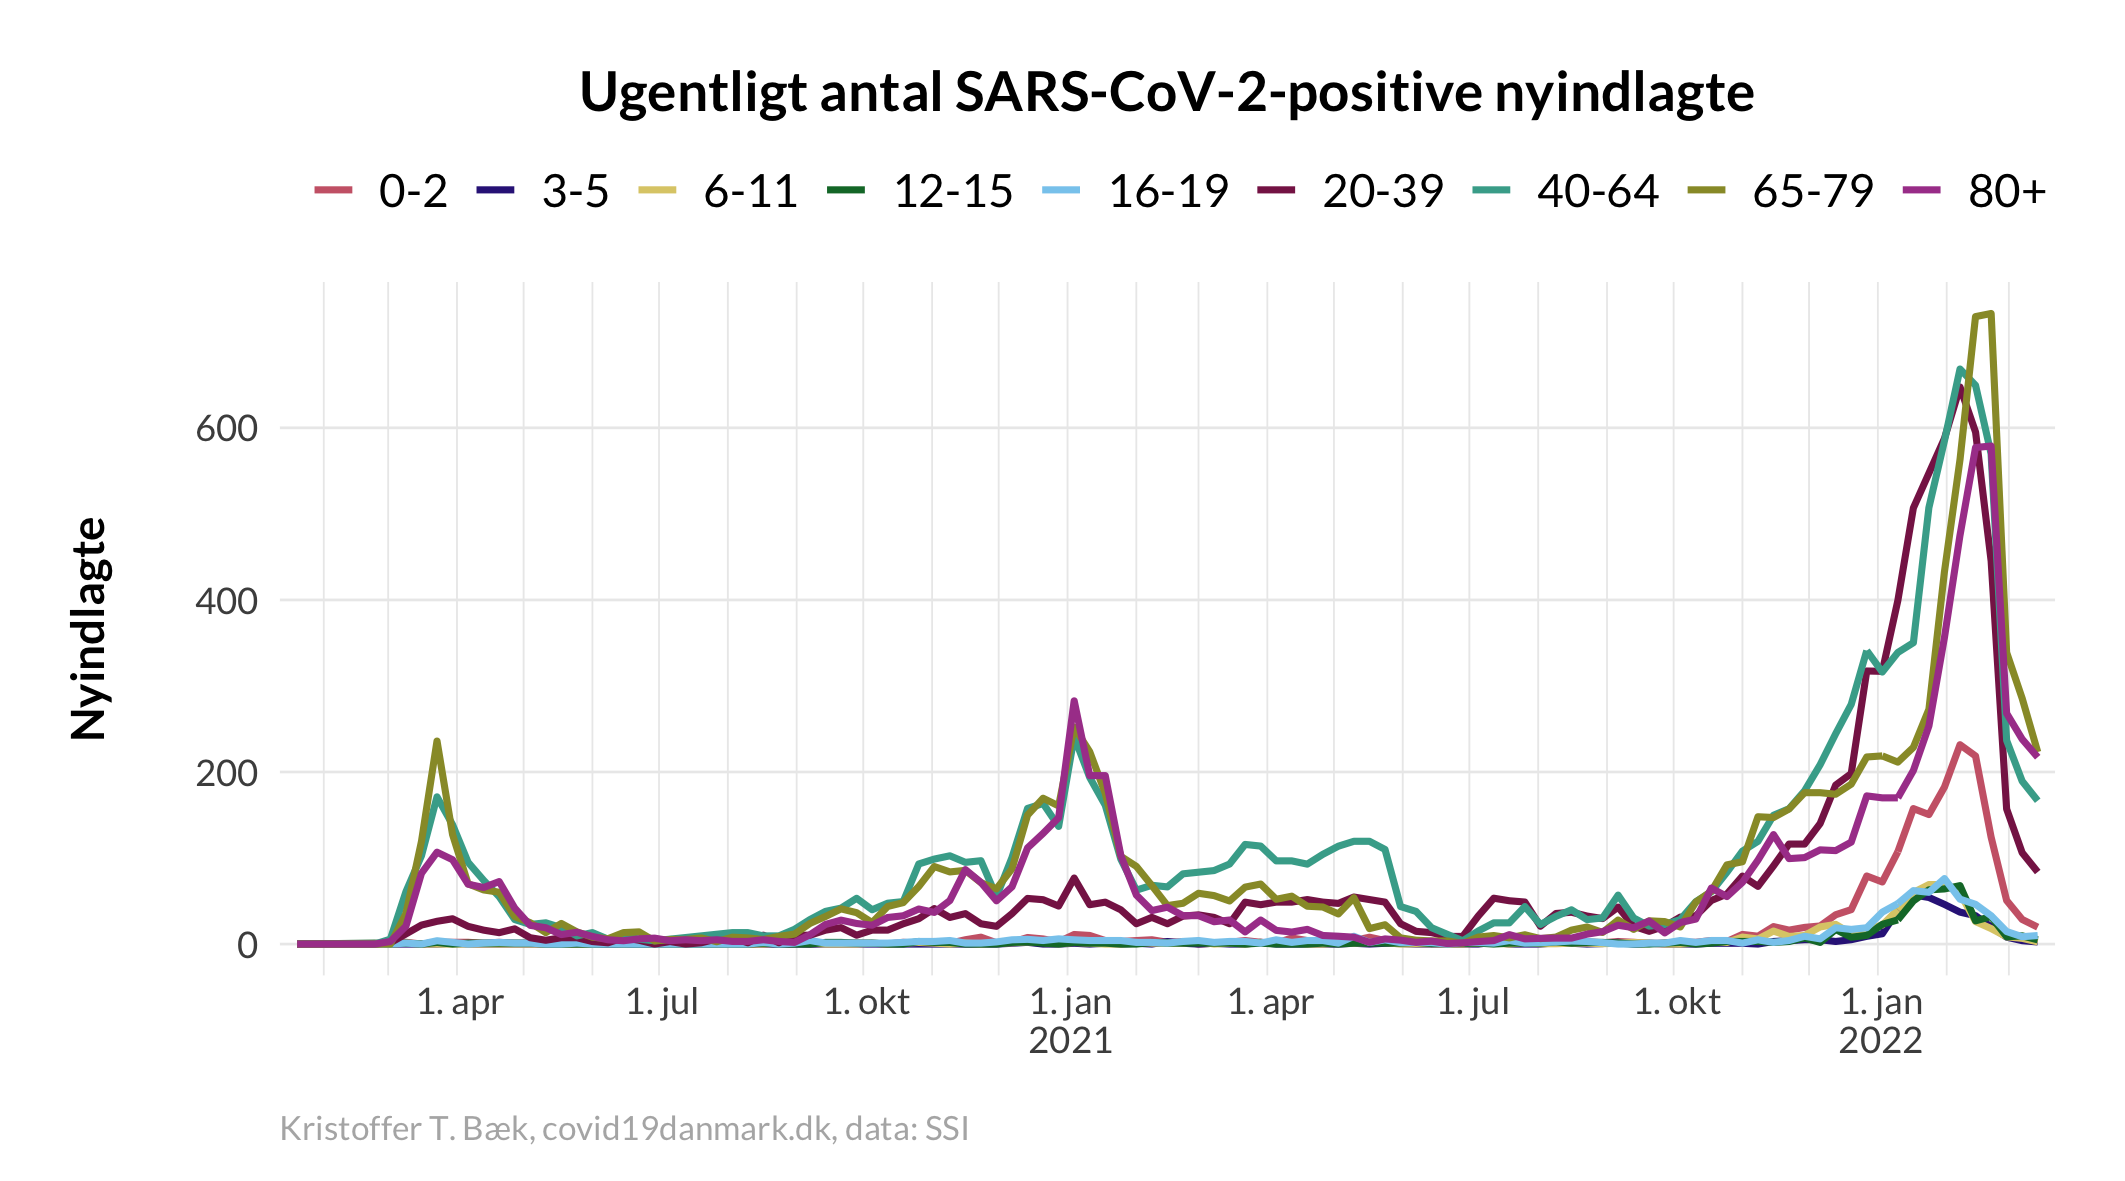 Ugentligt antal SARS-CoV-2-positive nyindlagte
0-2 3-5 6-11 12-15 16-19 20-39 40-64 65-79 80+
Nyindlagte
600
400
200
0
1. apr 1. jul 1. okt 1. jan 1. apr 1. jul 1. okt 1. jan
2021 2022
Kristoffer T. Bæk, covid19danmark.dk, data: SSI